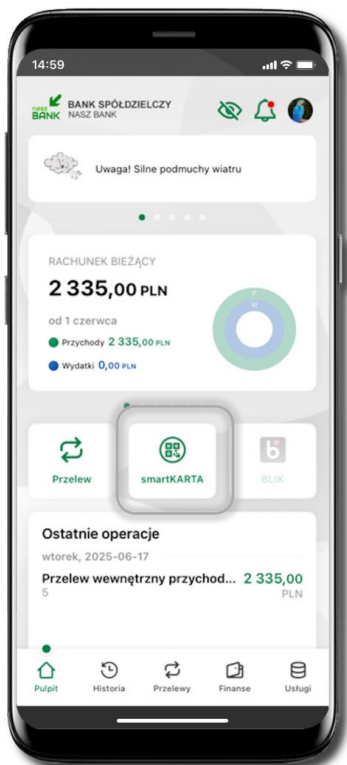 14:59
NASZ
BANK
BANK SPÓŁDZIELCZY
NASZ BANK
Uwaga! Silne podmuchy wiatru
RACHUNEK BIEŻĄCY
2 335,00 PLN
od 1 czerwca
Przychody 2 335,00 PLN
Wydatki 0,00 PLN
P
W
Przelew
smartKARTA
BLIK
Ostatnie operacje
wtorek, 2025-06-17
Przelew wewnętrzny przychod... 2 335,00
5 PLN
Pulpit
Historia
Przelewy
Finanse
Usługi